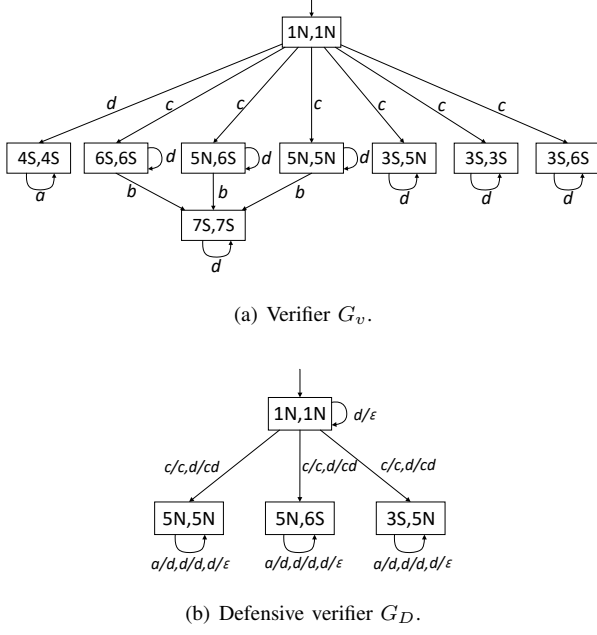 1N,1N
d c c c c c
4S,4S 6S,6S 5N,6S 5N,5N 3S,5N 3S,3S 3S,6S
d d d
a b b b d d d
7S,7S
d
(a) Verifier Gᵥ.
1N,1N d/ε
c/c,d/cd c/c,d/cd c/c,d/cd
5N,5N 5N,6S 3S,5N
a/d,d/d,d/ε a/d,d/d,d/ε a/d,d/d,d/ε
(b) Defensive verifier G_D.